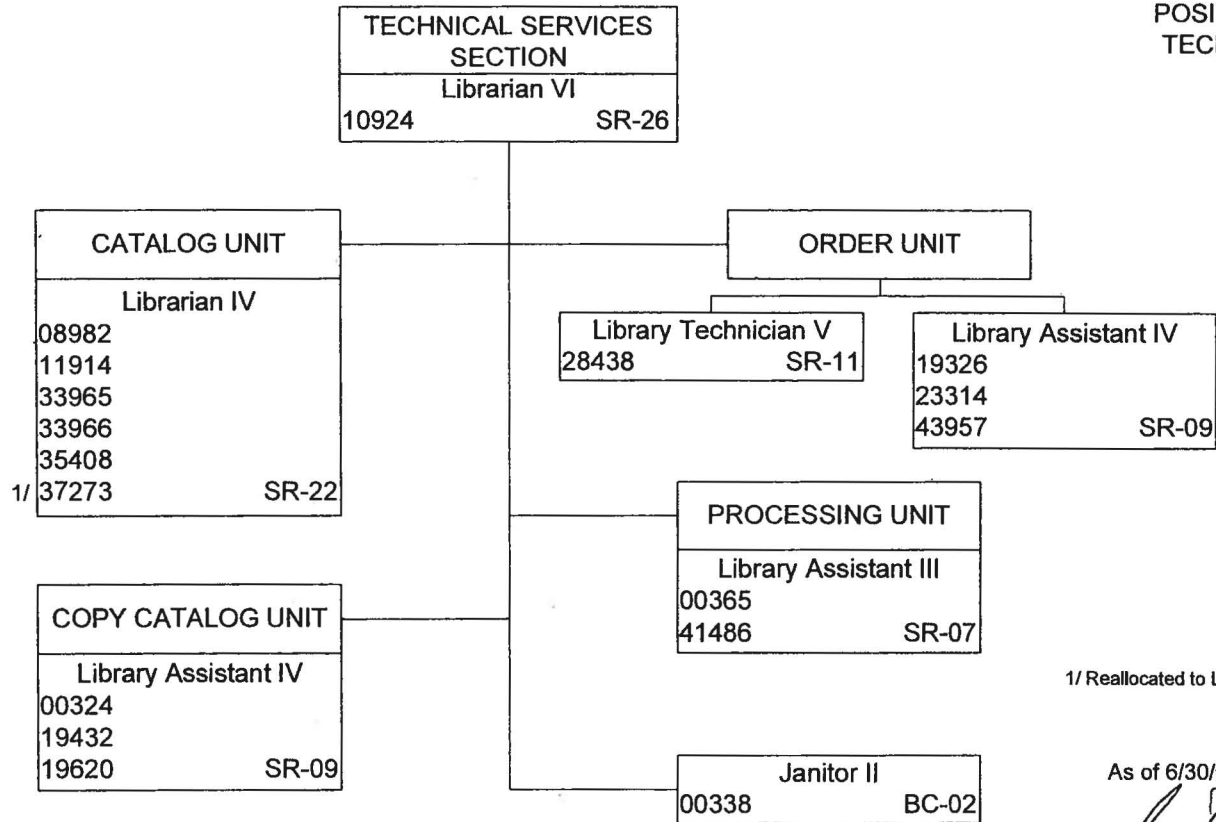 POSI
TECI
TECHNICAL SERVICES
SECTION
Librarian VI
10924 SR-26
CATALOG UNIT
Librarian IV
08982
11914
33965
33966
35408
1/ 37273 SR-22
ORDER UNIT
Library Technician V
28438 SR-11
Library Assistant IV
19326
23314
43957 SR-09
PROCESSING UNIT
Library Assistant III
00365
41486 SR-07
COPY CATALOG UNIT
Library Assistant IV
00324
19432
19620 SR-09
1/ Reallocated to
Janitor II
00338 BC-02
As of 6/30/